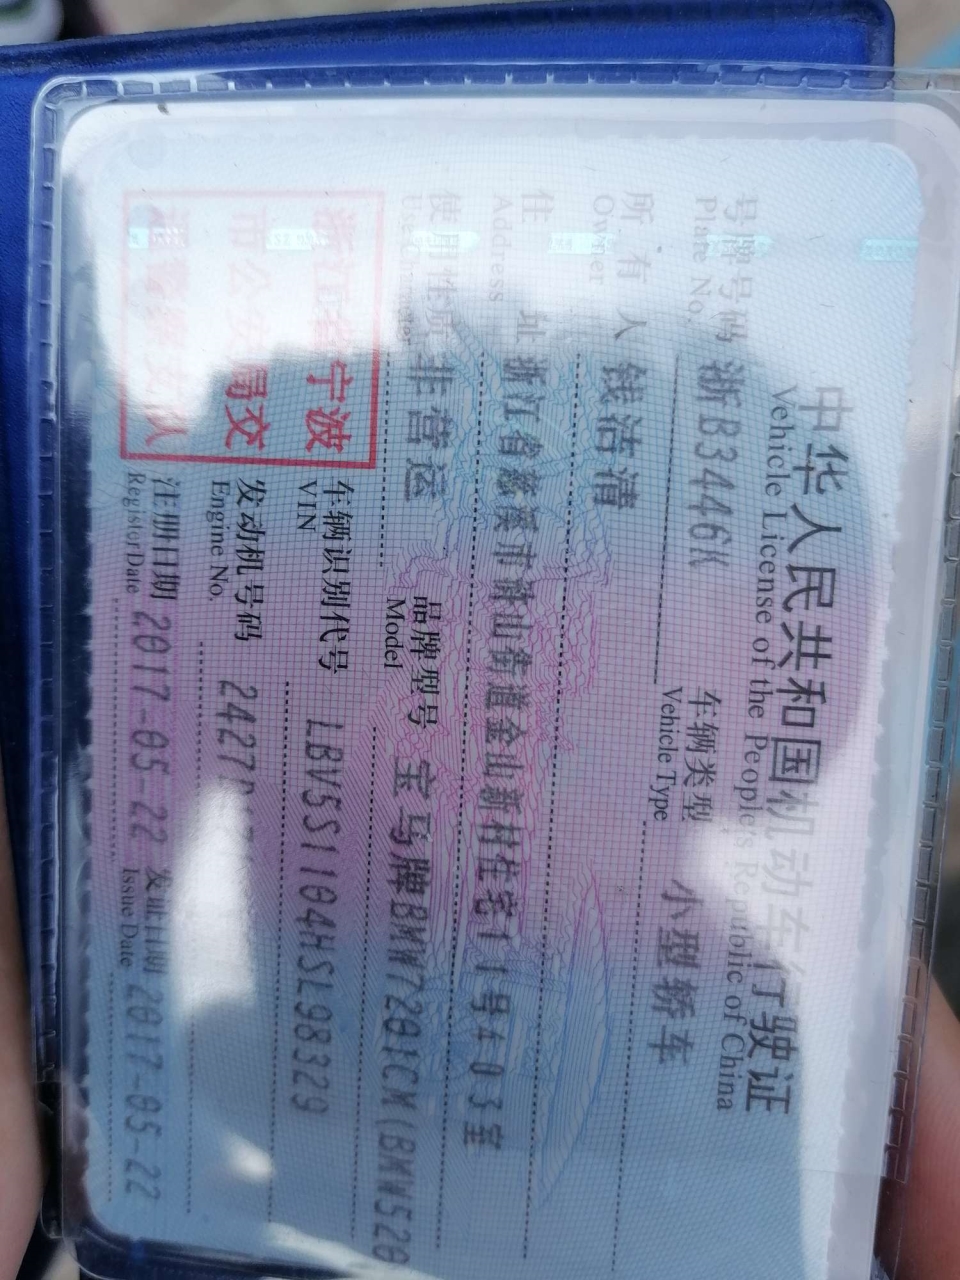 中华人民共和国机动车行驶证
Vehicle License of the People's Republic of China
号牌号码 浙B3446K 车辆类型 小型轿车
Plate No. Vehicle Type
所有人 钱洁清
Owner
住址 浙江省慈溪市 山街道金山新村住宅11号403室
Address
使用性质 非营运 品牌型号 宝马牌BMW7201CM(BMW520
Model
浙江省宁波 车辆识别代号 LBV5S1104HSL98329
VIN
市公安局交 发动机号码
Engine No.
注册日期 2017-05-22 发证日期 2017-05-22
Register Date Issue Date